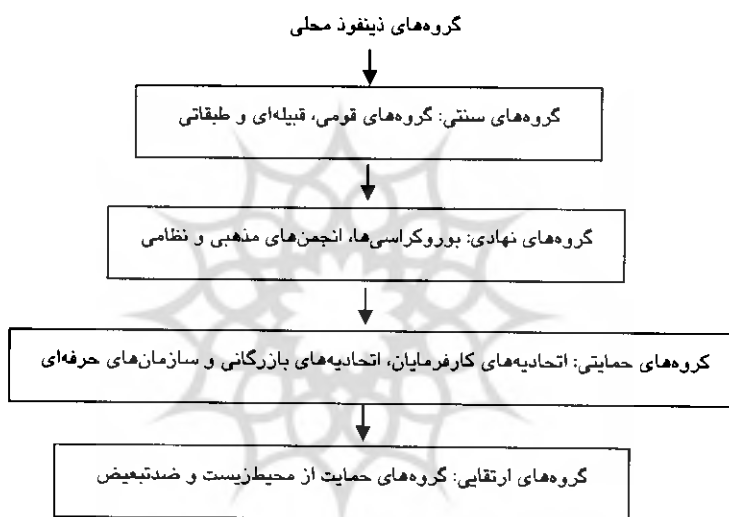 گروه‌های ذینفوذ محلی
گروه‌های سنتی: گروه‌های قومی، قبیله‌ای و طبقاتی
گروه‌های نهادی: بوروکراسی‌ها، انجمن‌های مذهبی و نظامی
گروه‌های حمایتی: اتحادیه‌های کارفرمایان، اتحادیه‌های بازرگانی و سازمان‌های حرفه‌ای
گروه‌های ارتقایی: گروه‌های حمایت از محیط‌زیست و ضدتبعیض